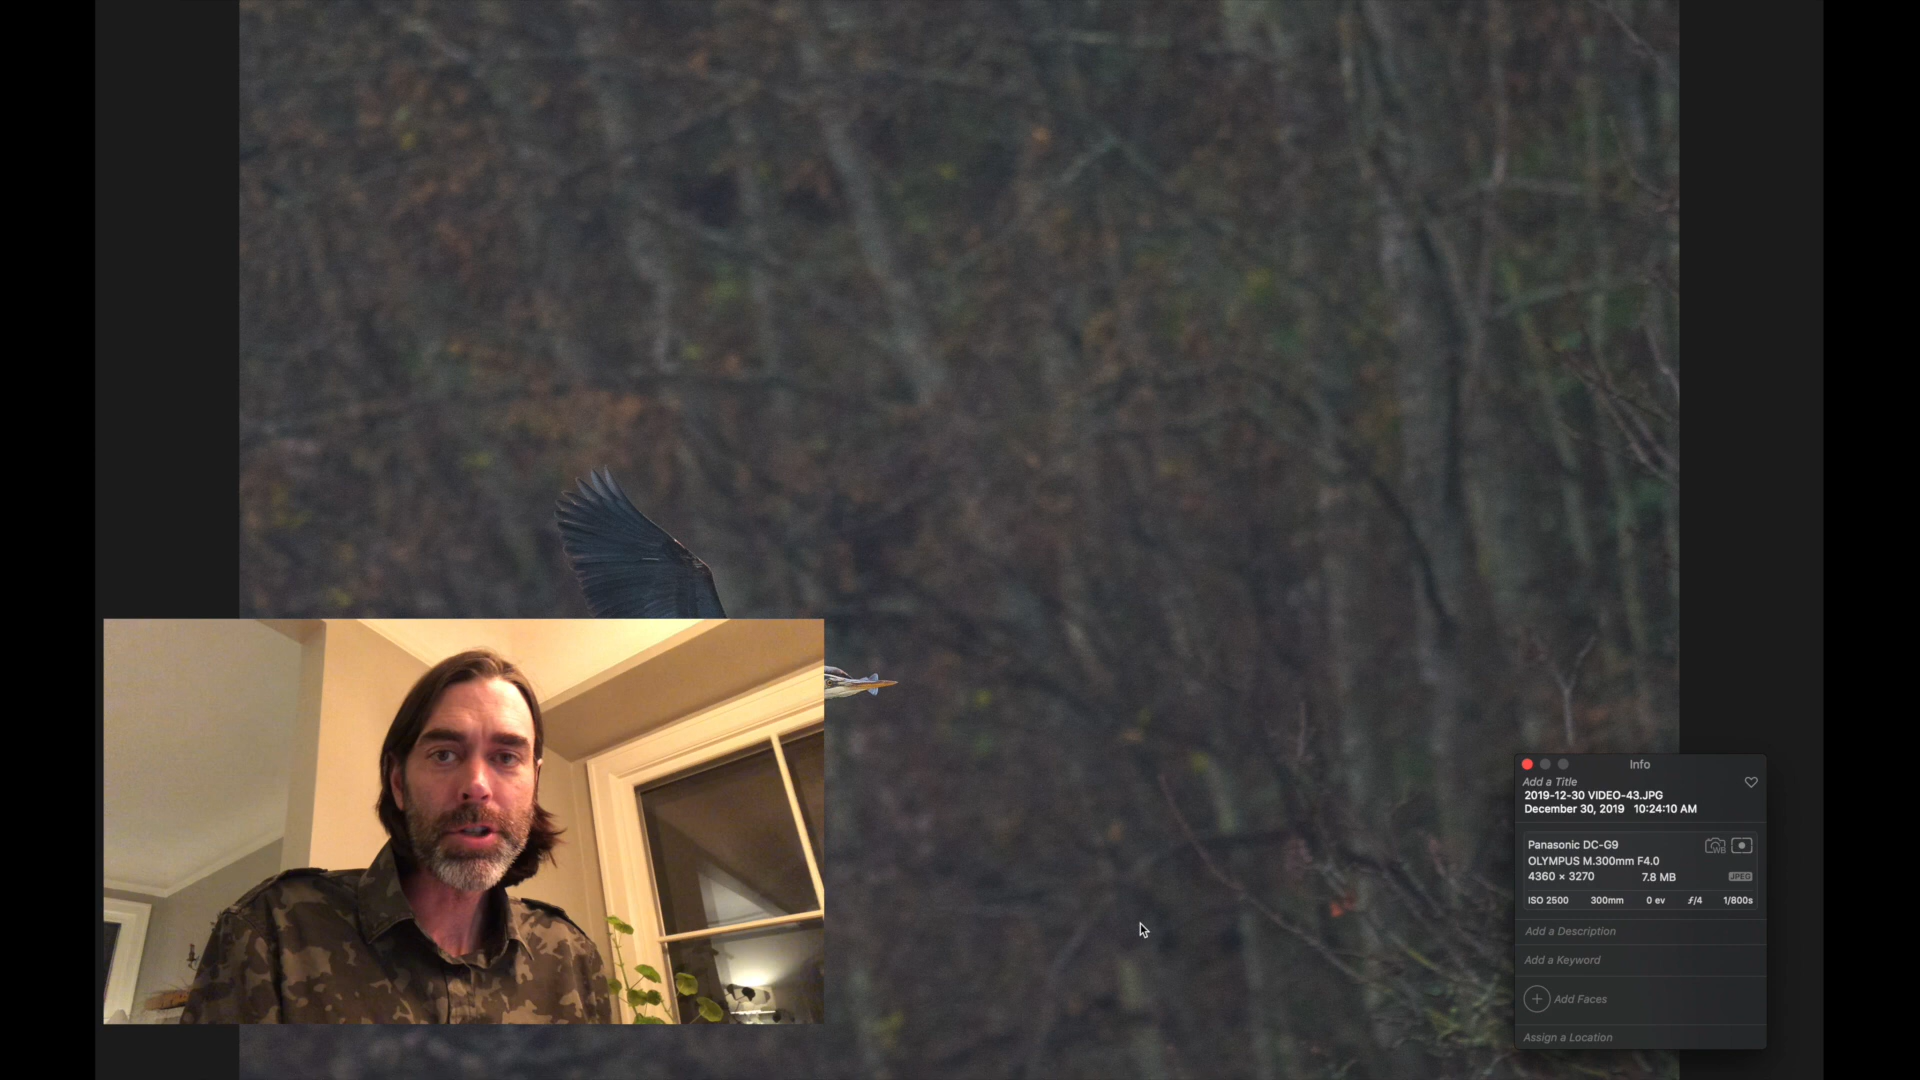 Info
Add a Title
2019-12-30 VIDEO-43.JPG
December 30, 2019 10:24:10 AM
Panasonic DC-G9
WB
OLYMPUS M.300mm F4.0
4360 × 3270 7.8 MB JPEG
ISO 2500 300mm 0 ev ƒ/4 1/800s
Add a Description
Add a Keyword
Add Faces
Assign a Location